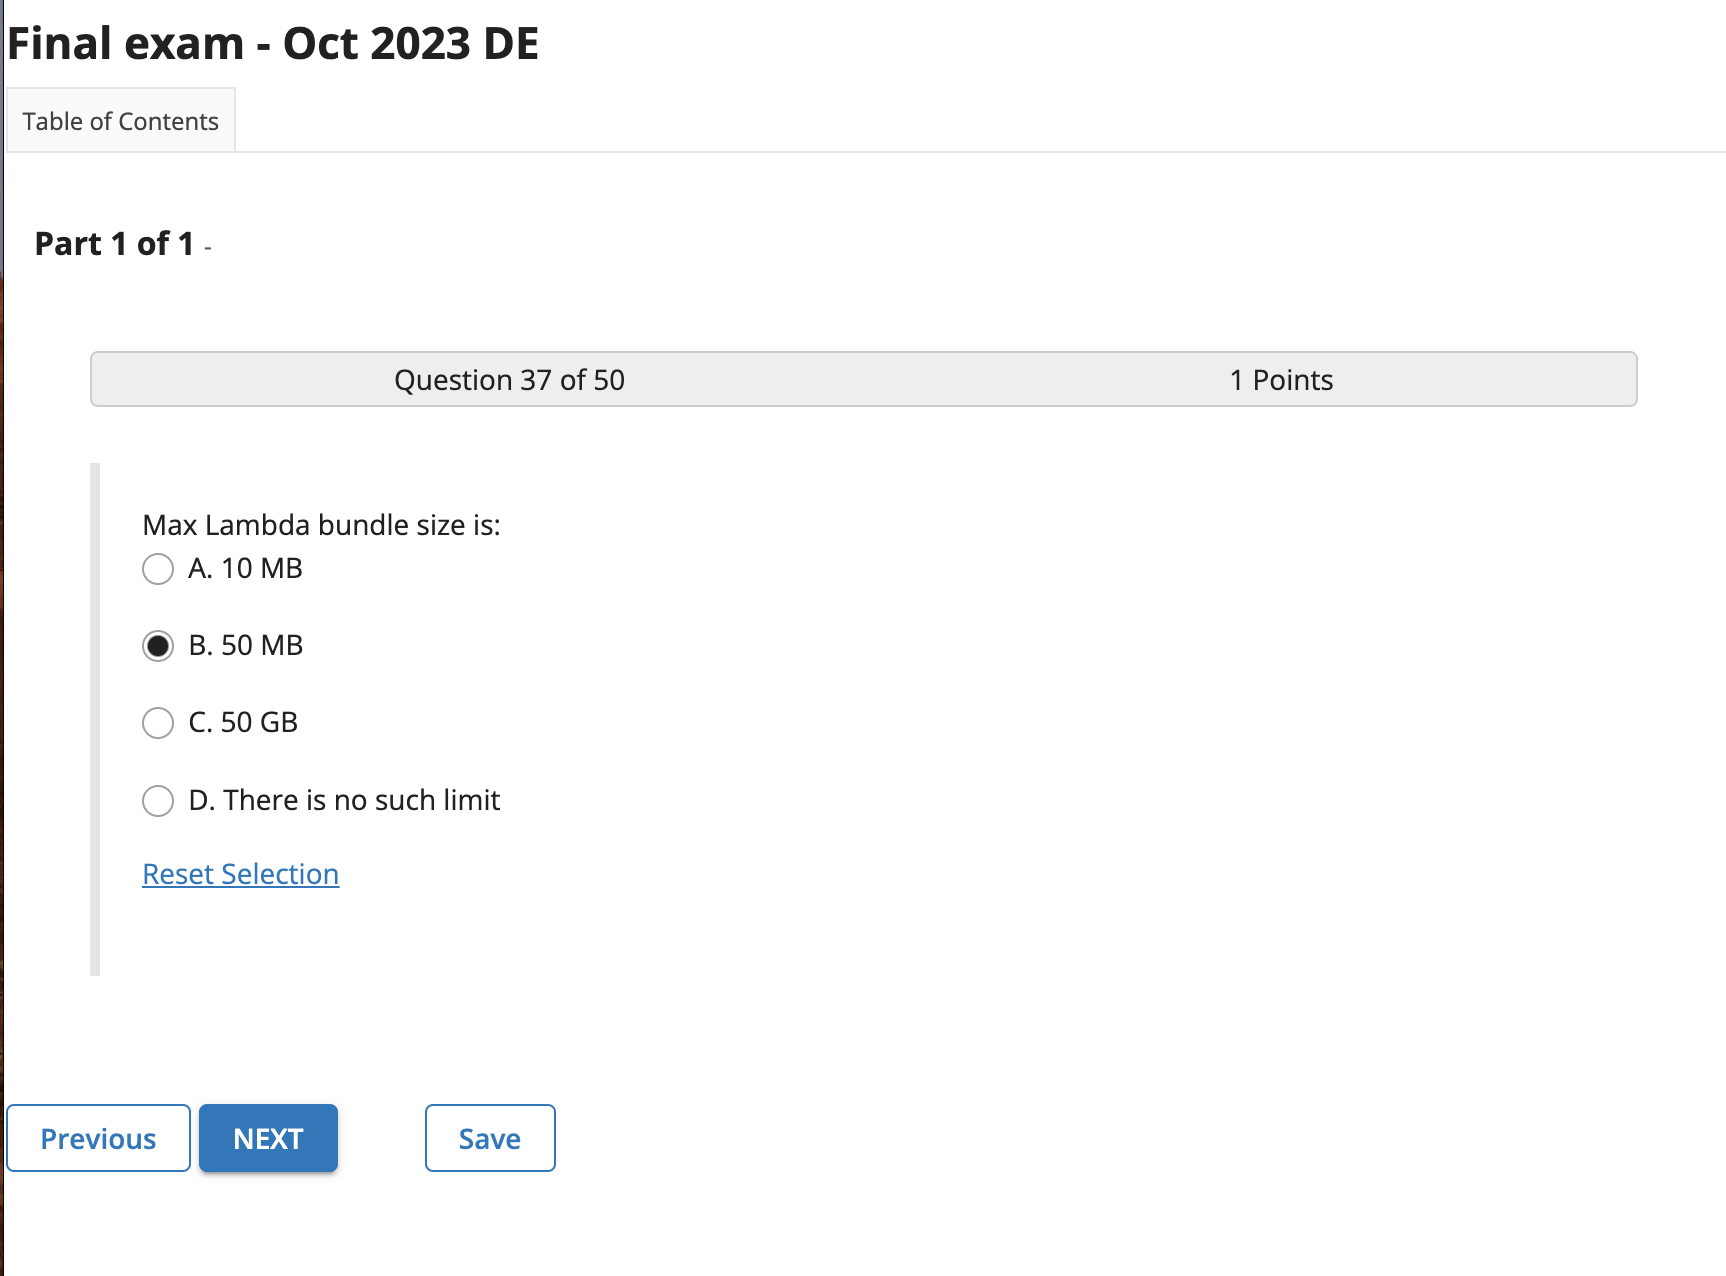 Final exam - Oct 2023 DE
Table of Contents
Part 1 of 1 -
Question 37 of 50 1 Points
Max Lambda bundle size is:
A. 10 MB
B. 50 MB
C. 50 GB
D. There is no such limit
Reset Selection
Previous NEXT Save